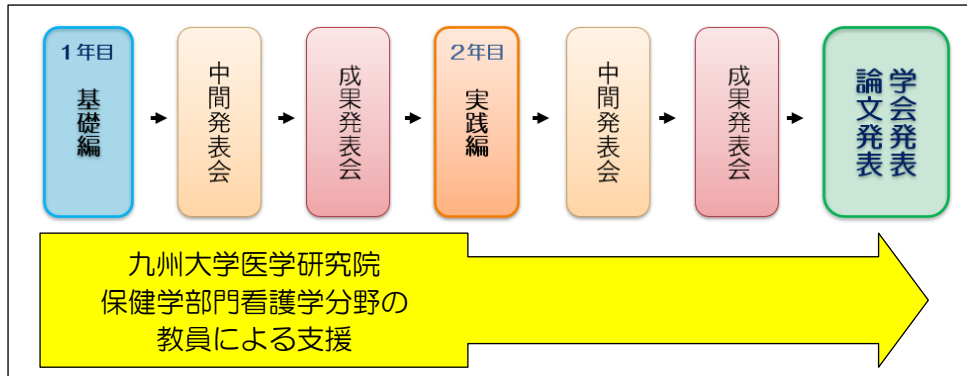 1年目
基礎編
中間発表会
成果発表会
2年目
実践編
中間発表会
成果発表会
学会発表
論文発表
九州大学医学研究院
保健学部門看護学分野の
教員による支援